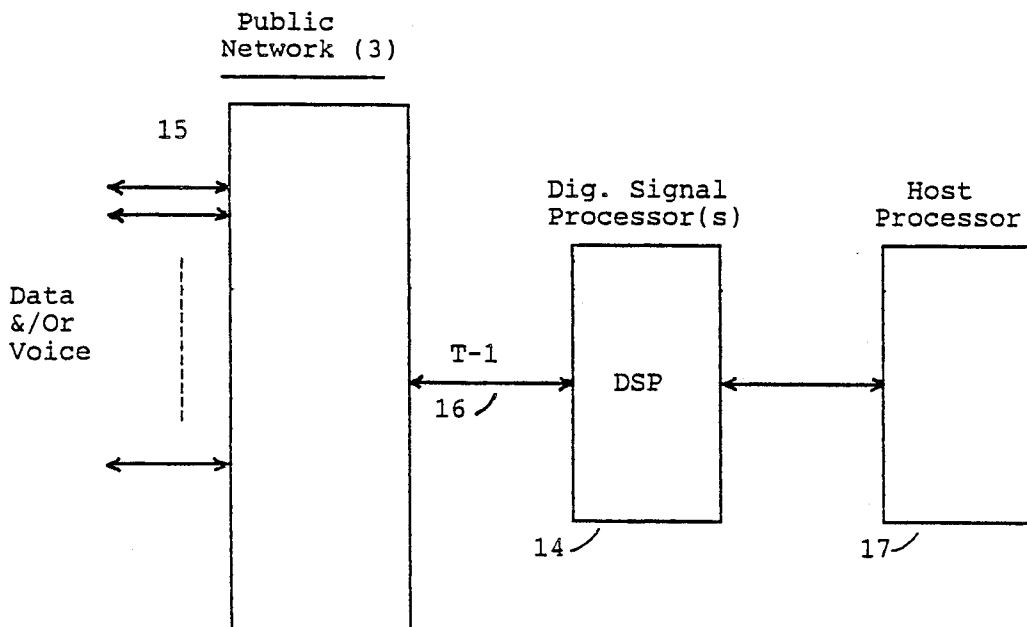 Public
Network (3)
15
Dig. Signal
Processor(s)
Host
Processor
Data
&/Or
Voice
T-1
16
DSP
14
17